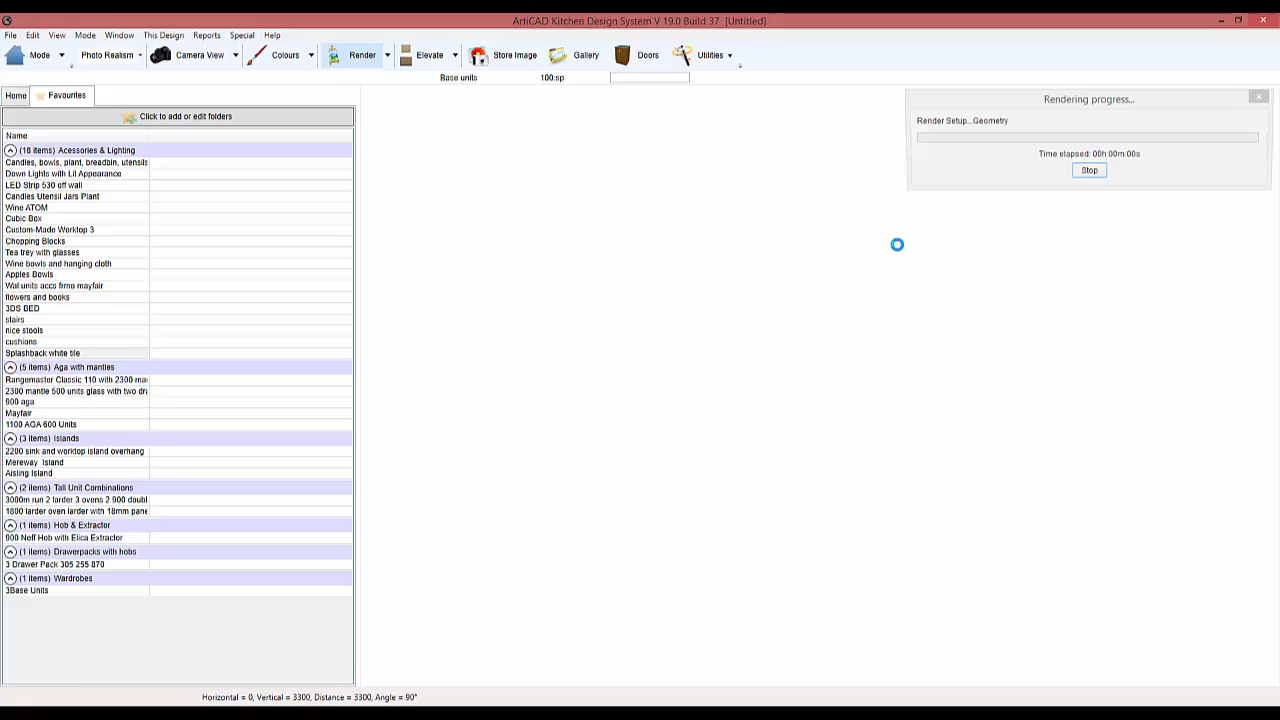 ArtiCAD Kitchen Design System V 19.0 Build 37 [Untitled]
File Edit View Mode Window This Design Reports Special Help
Mode Photo Realism Camera View Colours Render Elevate Store Image Gallery Doors Utilities
Base units 100:sp
Home Favourites
Click to add or edit folders
Name
(18 items) Acessories & Lighting
Candles, bowls, plant, breadbin, utensils
Down Lights with Lil Appearance
LED Strip 530 off wall
Candles Utensil Jars Plant
Wine ATOM
Cubic Box
Custom-Made Worktop 3
Chopping Blocks
Tea trey with glasses
Wine bowls and hanging cloth
Apples Bowls
Wal units accs frmo mayfair
flowers and books
3DS BED
stairs
nice stools
cushions
Splashback white tile
(5 items) Aga with mantles
Rangemaster Classic 110 with 2300 ma
2300 mantle 500 units glass with two dra
900 aga
Mayfair
1100 AGA 600 Units
(3 items) Islands
2200 sink and worktop island overhang
Mereway Island
Aisling Island
(2 items) Tall Unit Combinations
3000m run 2 larder 3 ovens 2 900 doubl
1800 larder oven larder with 18mm pane
(1 items) Hob & Extractor
900 Neff Hob with Elica Extractor
(1 items) Drawerpacks with hobs
3 Drawer Pack 305 255 870
(1 items) Wardrobes
3Base Units
Rendering progress...
Render Setup...Geometry
Time elapsed: 00h:00m:00s
Stop
Horizontal = 0, Vertical = 3300, Distance = 3300, Angle = 90°